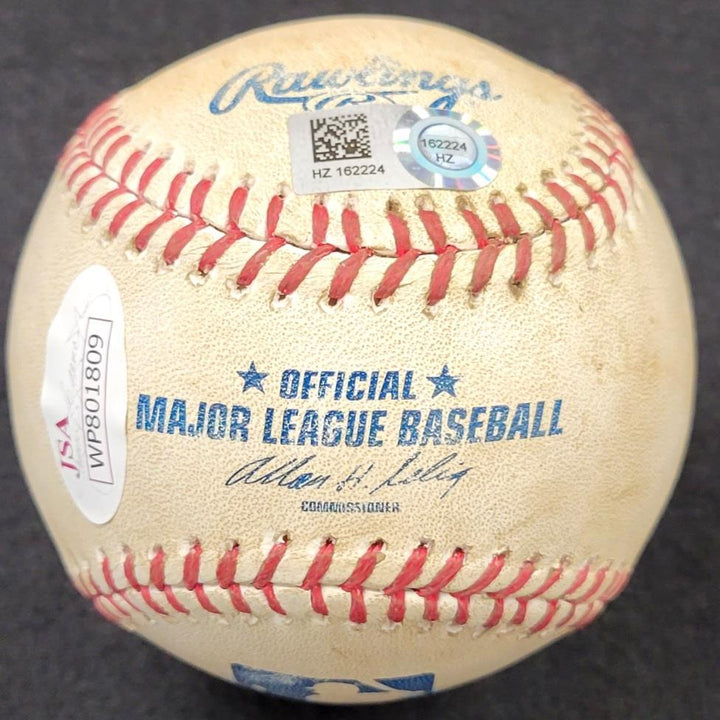 Rawlings
HZ 162224
162224
HZ
JSA
WP801809
OFFICIAL
MAJOR LEAGUE BASEBALL
Allan H. Selig
COMMISSIONER